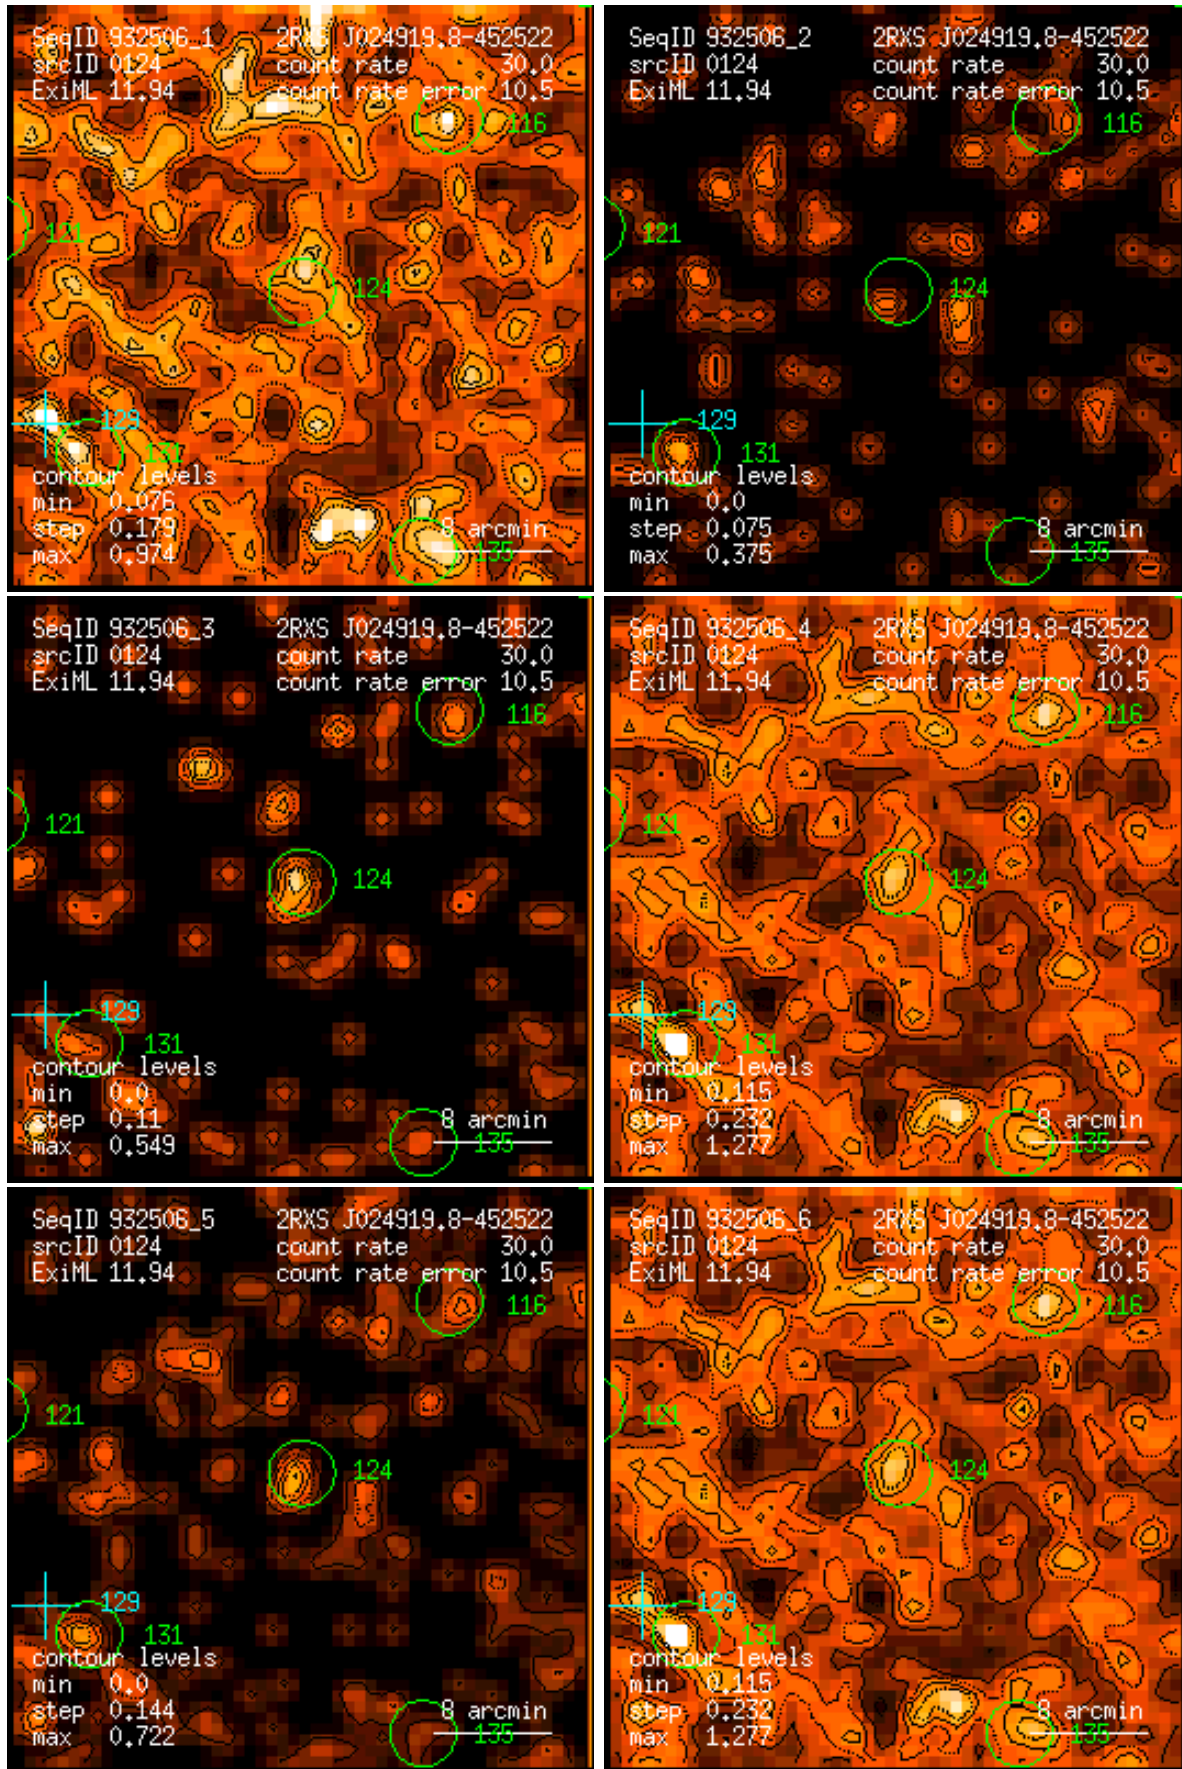 SeqID 932506_1 2RXS J024919.8-452522
srcID 0124 count rate 30.0
ExiML 11.94 count rate error 10.5
116
121
124
129
131
contour levels
min 0.076
step 0.179 8 arcmin
max 0.974 135
SeqID 932506_2 2RXS J024919.8-452522
srcID 0124 count rate 30.0
ExiML 11.94 count rate error 10.5
116
121
124
129
131
contour levels
min 0.0
step 0.075 8 arcmin
max 0.375 135
SeqID 932506_3 2RXS J024919.8-452522
srcID 0124 count rate 30.0
ExiML 11.94 count rate error 10.5
116
121
124
129
131
contour levels
min 0.0
step 0.11 8 arcmin
max 0.549 135
SeqID 932506_4 2RXS J024919.8-452522
srcID 0124 count rate 30.0
ExiML 11.94 count rate error 10.5
116
121
124
129
131
contour levels
min 0.115
step 0.232 8 arcmin
max 1.277 135
SeqID 932506_5 2RXS J024919.8-452522
srcID 0124 count rate 30.0
ExiML 11.94 count rate error 10.5
116
121
124
129
131
contour levels
min 0.0
step 0.144 8 arcmin
max 0.722 135
SeqID 932506_6 2RXS J024919.8-452522
srcID 0124 count rate 30.0
ExiML 11.94 count rate error 10.5
116
121
124
129
131
contour levels
min 0.115
step 0.232 8 arcmin
max 1.277 135